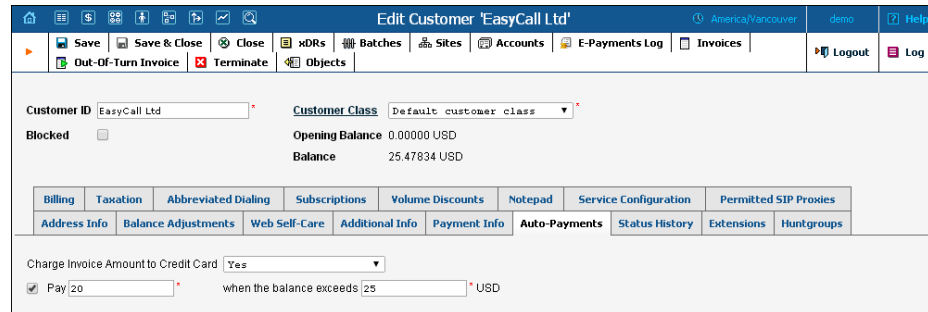 Edit Customer 'EasyCall Ltd' America/Vancouver demo ? Help
Save Save & Close Close xDRs Batches Sites Accounts E-Payments Log Invoices
Out-Of-Turn Invoice Terminate Objects Logout Log
Customer ID EasyCall Ltd * Customer Class Default customer class *
Blocked Opening Balance 0.00000 USD
Balance 25.47834 USD
Billing Taxation Abbreviated Dialing Subscriptions Volume Discounts Notepad Service Configuration Permitted SIP Proxies
Address Info Balance Adjustments Web Self-Care Additional Info Payment Info Auto-Payments Status History Extensions Huntgroups
Charge Invoice Amount to Credit Card Yes
Pay 20 * when the balance exceeds 25 * USD